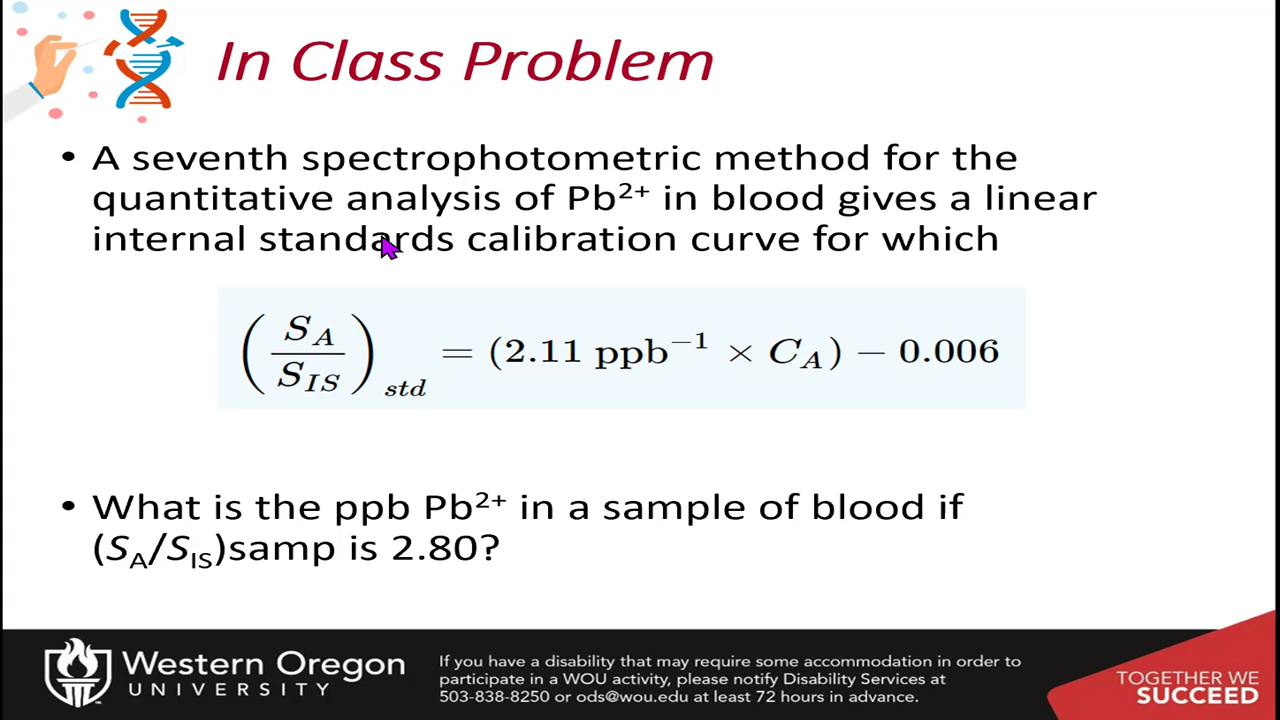 In Class Problem
• A seventh spectrophotometric method for the
quantitative analysis of Pb²⁺ in blood gives a linear
internal standards calibration curve for which
(S_A/S_IS)_std = (2.11 ppb⁻¹ × C_A) − 0.006
• What is the ppb Pb²⁺ in a sample of blood if
(S_A/S_IS)samp is 2.80?
Western Oregon
UNIVERSITY
If you have a disability that may require some accommodation in order to
participate in a WOU activity, please notify Disability Services at
503-838-8250 or ods@wou.edu at least 72 hours in advance.
TOGETHER WE
SUCCEED